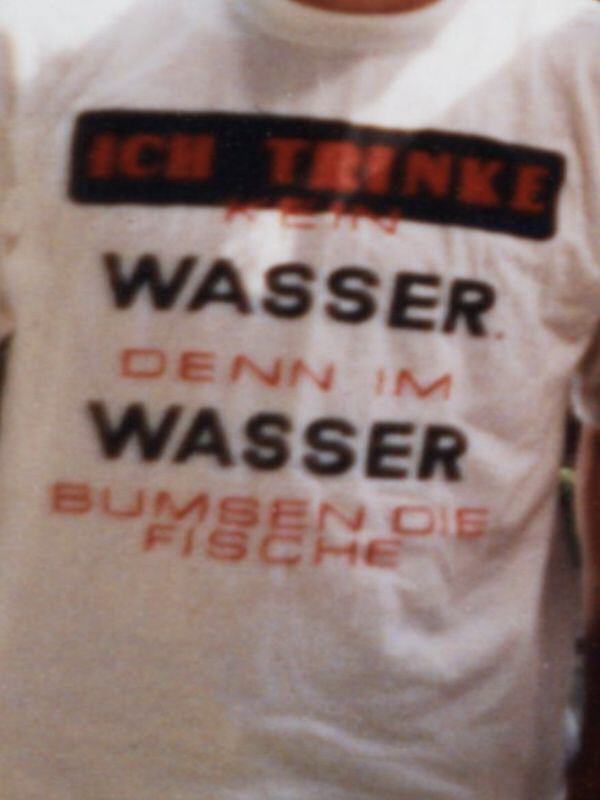 ICH TRINKE
KEIN
WASSER.
DENN IM
WASSER
BUMSEN DIE
FISCHE